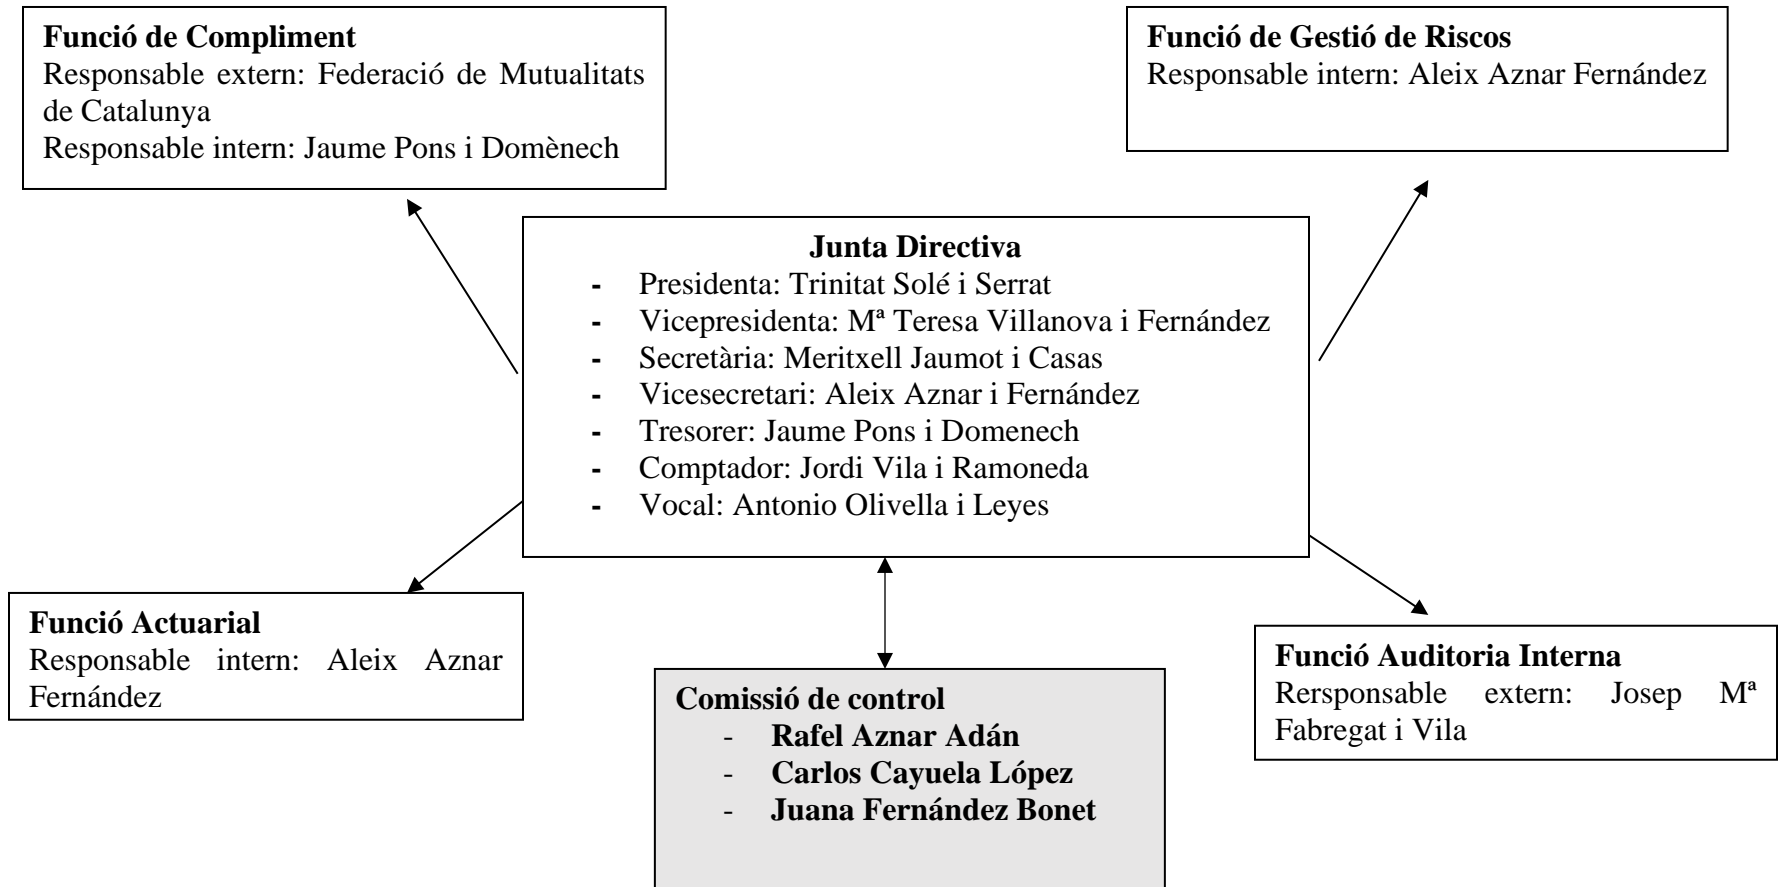 Funció de Compliment
Responsable extern: Federació de Mutualitats
de Catalunya
Responsable intern: Jaume Pons i Domènech
Funció de Gestió de Riscos
Responsable intern: Aleix Aznar Fernández
Junta Directiva
- Presidenta: Trinitat Solé i Serrat
- Vicepresidenta: Mª Teresa Villanova i Fernández
- Secretària: Meritxell Jaumot i Casas
- Vicesecretari: Aleix Aznar i Fernández
- Tresorer: Jaume Pons i Domenech
- Comptador: Jordi Vila i Ramoneda
- Vocal: Antonio Olivella i Leyes
Funció Actuarial
Responsable intern: Aleix Aznar
Fernández
Comissió de control
- Rafel Aznar Adán
- Carlos Cayuela López
- Juana Fernández Bonet
Funció Auditoria Interna
Rersponsable extern: Josep Mª
Fabregat i Vila